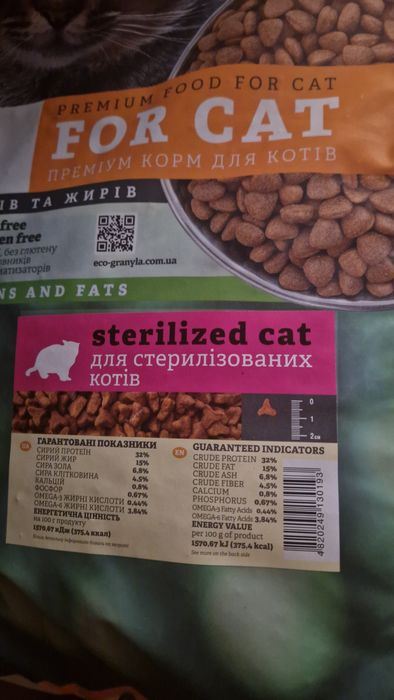 PREMIUM FOOD FOR CAT
FOR CAT
ПРЕМІУМ КОРМ ДЛЯ КОТІВ
ІВ ТА ЖИРІВ
free
en free
без глютену
eco-granyla.com.ua
NS AND FATS
sterilized cat
для стерилізованих
котів
0
1
2 см
UA ГАРАНТОВАНІ ПОКАЗНИКИ
СИРИЙ ПРОТЕЇН 32%
СИРИЙ ЖИР 15%
СИРА ЗОЛА 6,8%
СИРА КЛІТКОВИНА 4.5%
КАЛЬЦІЙ 0,8%
ФОСФОР 0.67%
ОМЕГА-3 ЖИРНІ КИСЛОТИ 0.44%
ОМЕГА-6 ЖИРНІ КИСЛОТИ 3.84%
ЕНЕРГЕТИЧНА ЦІННІСТЬ
на 100 г продукту
1570,67 кДж (375.4 ккал)
EN GUARANTEED INDICATORS
CRUDE PROTEIN 32%
CRUDE FAT 15%
CRUDE ASH 6,8%
CRUDE FIBER 4.5%
CALCIUM 0,8%
PHOSPHORUS 0.67%
OMEGA-3 Fatty Acids 0.44%
OMEGA-6 Fatty Acids 3,84%
ENERGY VALUE
per 100 g of product
1570,67 kJ (375,4 kcal)
See more on the back side
4820249130193